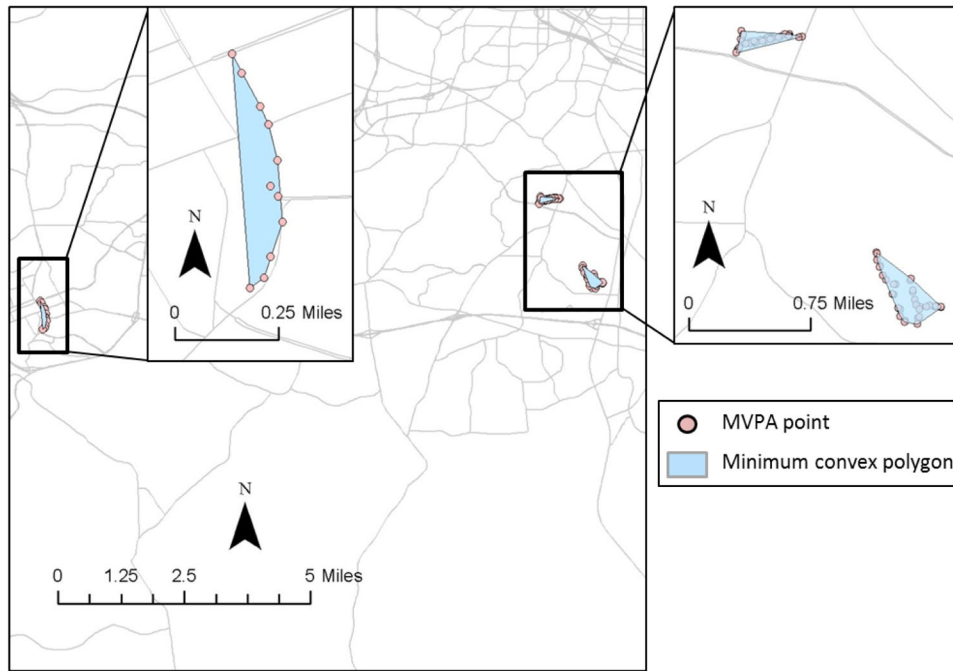 N
0 0.25 Miles
N
0 0.75 Miles
MVPA point
Minimum convex polygon
N
0 1.25 2.5 5 Miles